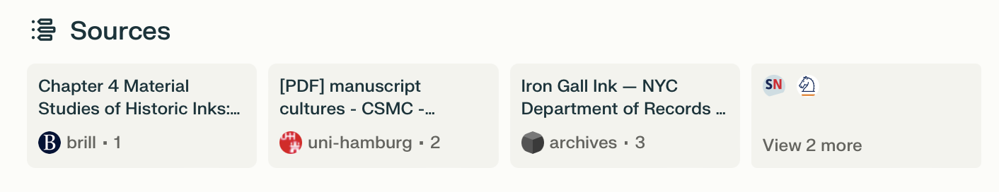 Sources
Chapter 4 Material
Studies of Historic Inks:...
B brill · 1
[PDF] manuscript
cultures - CSMC -...
uni-hamburg · 2
Iron Gall Ink — NYC
Department of Records ...
archives · 3
SN
View 2 more